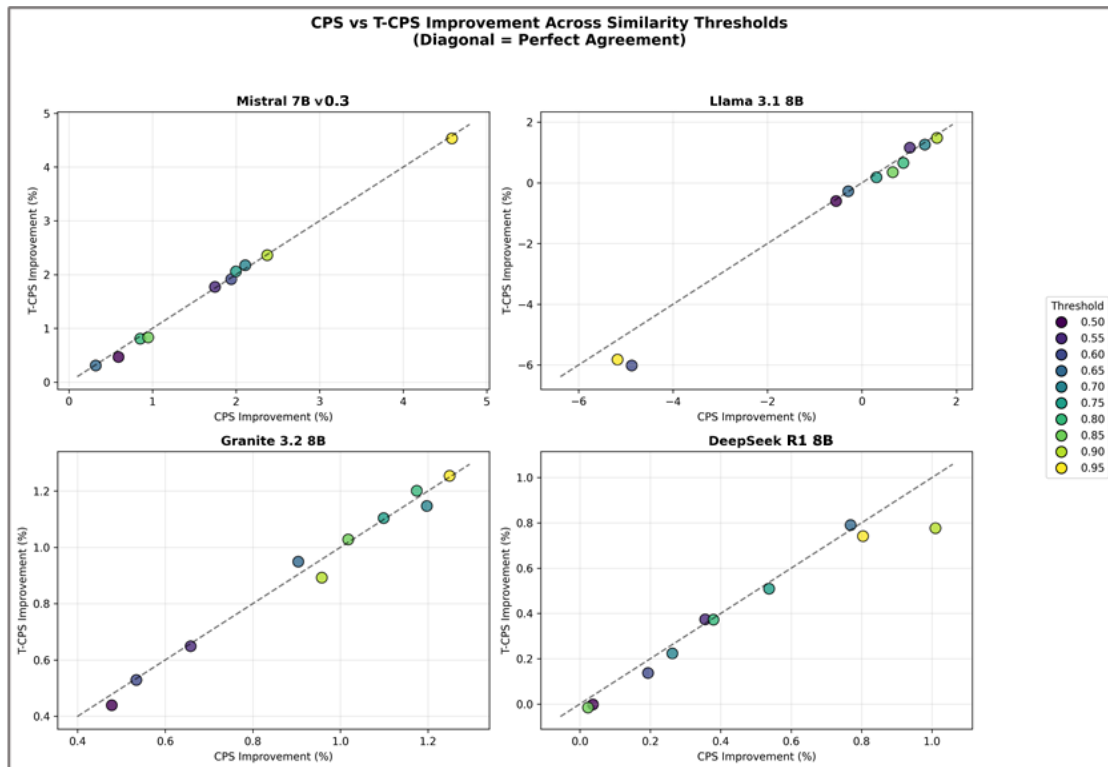 CPS vs T-CPS Improvement Across Similarity Thresholds
(Diagonal = Perfect Agreement)
Mistral 7B v0.3
T-CPS Improvement (%)
5
4
3
2
1
0
0 1 2 3 4 5
CPS Improvement (%)
Llama 3.1 8B
T-CPS Improvement (%)
2
0
−2
−4
−6
−6 −4 −2 0 2
CPS Improvement (%)
Granite 3.2 8B
T-CPS Improvement (%)
1.2
1.0
0.8
0.6
0.4
0.4 0.6 0.8 1.0 1.2
CPS Improvement (%)
DeepSeek R1 8B
T-CPS Improvement (%)
1.0
0.8
0.6
0.4
0.2
0.0
0.0 0.2 0.4 0.6 0.8 1.0
CPS Improvement (%)
Threshold
0.50
0.55
0.60
0.65
0.70
0.75
0.80
0.85
0.90
0.95